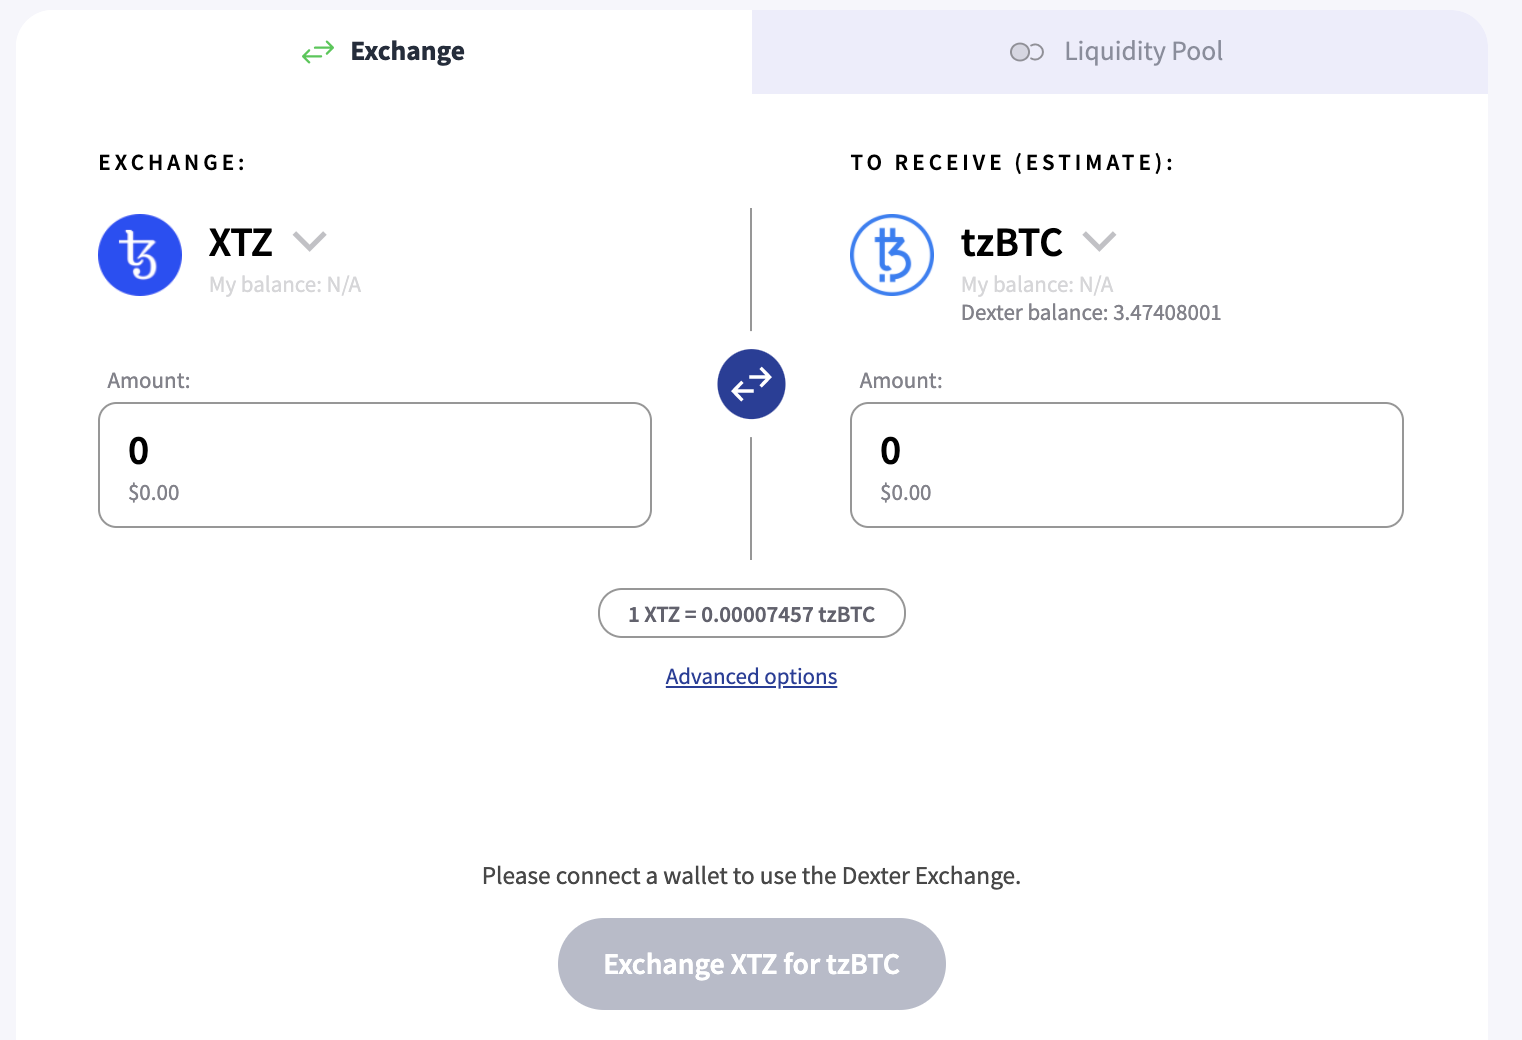 Exchange
Liquidity Pool
EXCHANGE:
TO RECEIVE (ESTIMATE):
XTZ
My balance: N/A
tzBTC
My balance: N/A
Dexter balance: 3.47408001
Amount:
0
$0.00
Amount:
0
$0.00
1 XTZ = 0.00007457 tzBTC
Advanced options
Please connect a wallet to use the Dexter Exchange.
Exchange XTZ for tzBTC